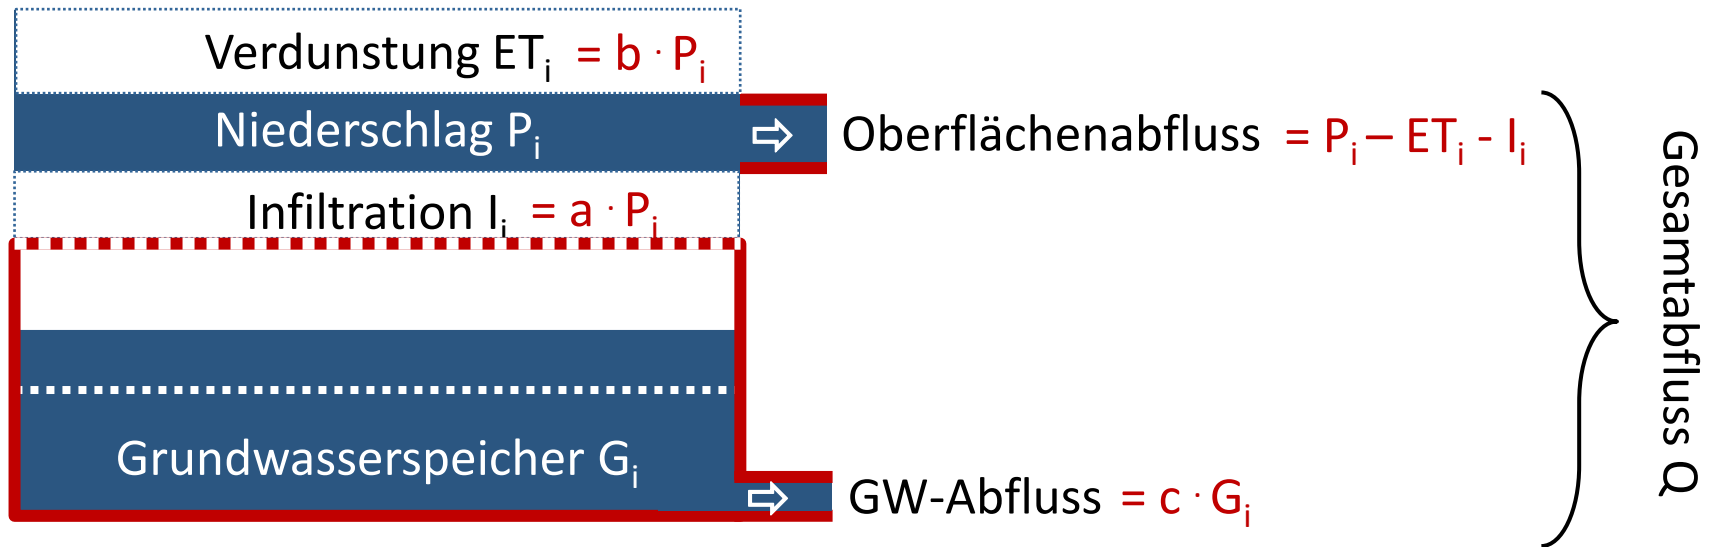 Verdunstung ETi = b · Pi
Niederschlag Pi
Oberflächenabfluss = Pi – ETi - Ii
Infiltration Ii = a · Pi
Grundwasserspeicher Gi
GW-Abfluss = c · Gi
Gesamtabfluss Q